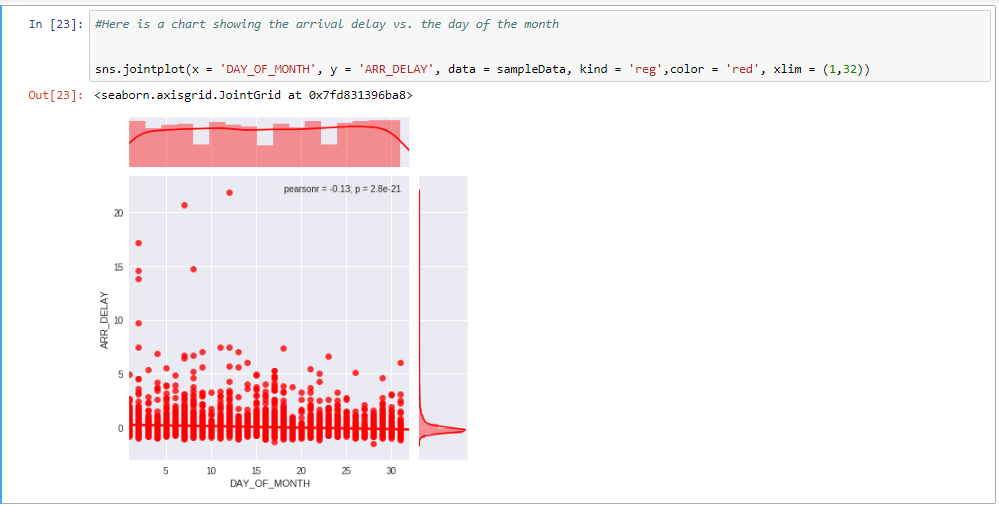 In [23]: #Here is a chart showing the arrival delay vs. the day of the month
sns.jointplot(x = 'DAY_OF_MONTH', y = 'ARR_DELAY', data = sampleData, kind = 'reg',color = 'red', xlim = (1,32))
Out[23]: <seaborn.axisgrid.JointGrid at 0x7fd831396ba8>
pearsonr = -0.13; p = 2.8e-21
20
15
10
5
0
ARR_DELAY
5 10 15 20 25 30
DAY_OF_MONTH